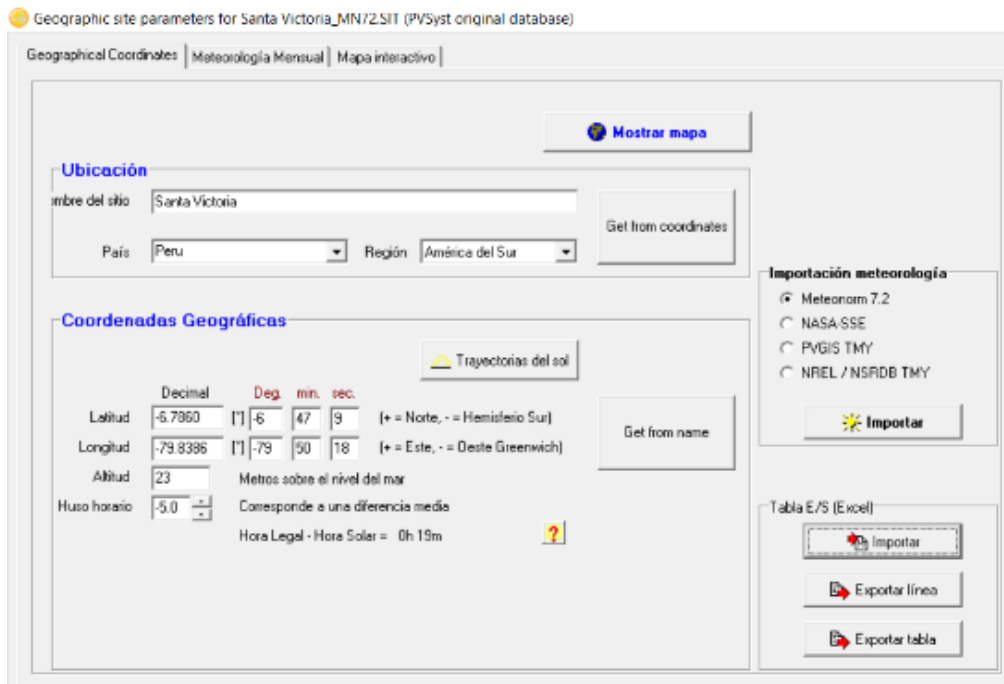 Geographic site parameters for Santa Victoria_MN72.SIT (PVSyst original database)
Geographical Coordinates Meteorología Mensual Mapa interactivo
Mostrar mapa
Ubicación
ombre del sitio Santa Victoria
Get from coordinates
País Peru Región América del Sur
Importación meteorología
Meteonorm 7.2
NASA-SSE
PVGIS TMY
NREL / NSRDB TMY
Importar
Coordenadas Geográficas
Trayectorias del sol
Decimal Deg. min. sec.
Latitud -6.7860 [°] -6 47 9 (+ = Norte, - = Hemisferio Sur)
Longitud -79.8386 [°] -79 50 18 (+ = Este, - = Oeste Greenwich)
Get from name
Altitud 23 Metros sobre el nivel del mar
Huso horario -5.0 Corresponde a una diferencia media
Hora Legal - Hora Solar = 0h 19m ?
Tabla E/S (Excel)
Importar
Exportar línea
Exportar tabla